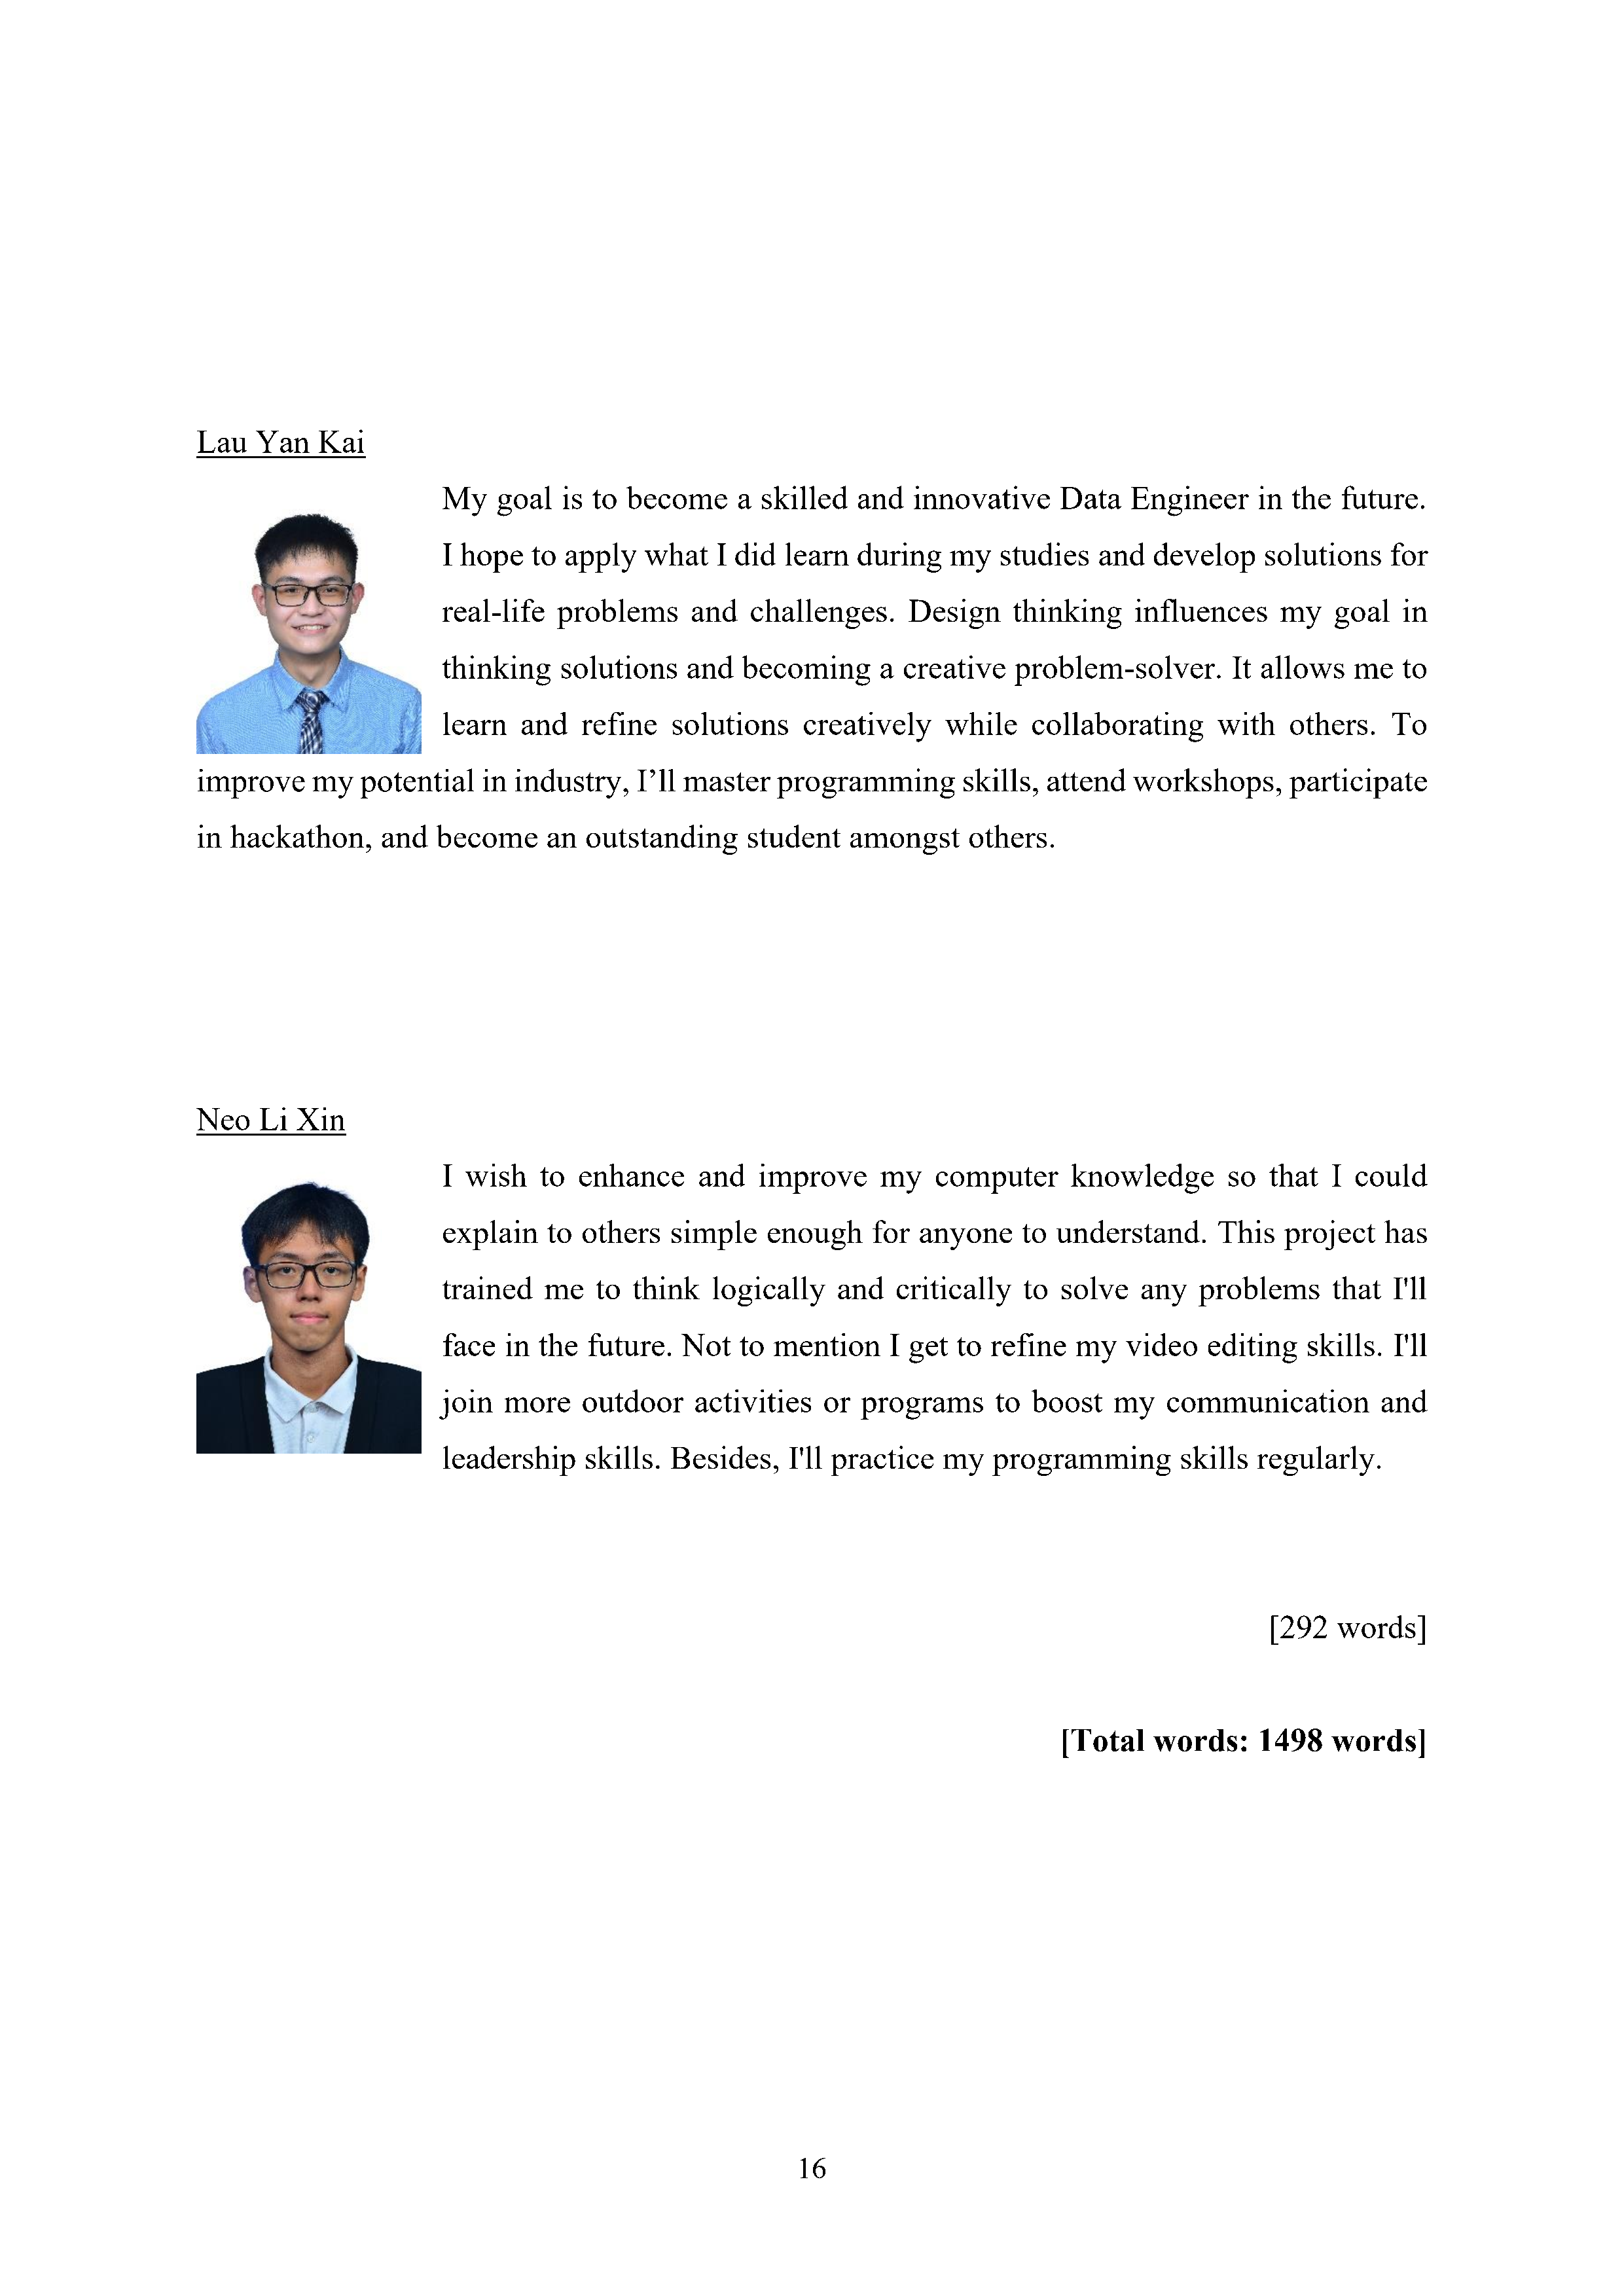 Lau Yan Kai
My goal is to become a skilled and innovative Data Engineer in the future.
I hope to apply what I did learn during my studies and develop solutions for
real-life problems and challenges. Design thinking influences my goal in
thinking solutions and becoming a creative problem-solver. It allows me to
learn and refine solutions creatively while collaborating with others. To
improve my potential in industry, I’ll master programming skills, attend workshops, participate
in hackathon, and become an outstanding student amongst others.
Neo Li Xin
I wish to enhance and improve my computer knowledge so that I could
explain to others simple enough for anyone to understand. This project has
trained me to think logically and critically to solve any problems that I'll
face in the future. Not to mention I get to refine my video editing skills. I'll
join more outdoor activities or programs to boost my communication and
leadership skills. Besides, I'll practice my programming skills regularly.
[292 words]
[Total words: 1498 words]
16